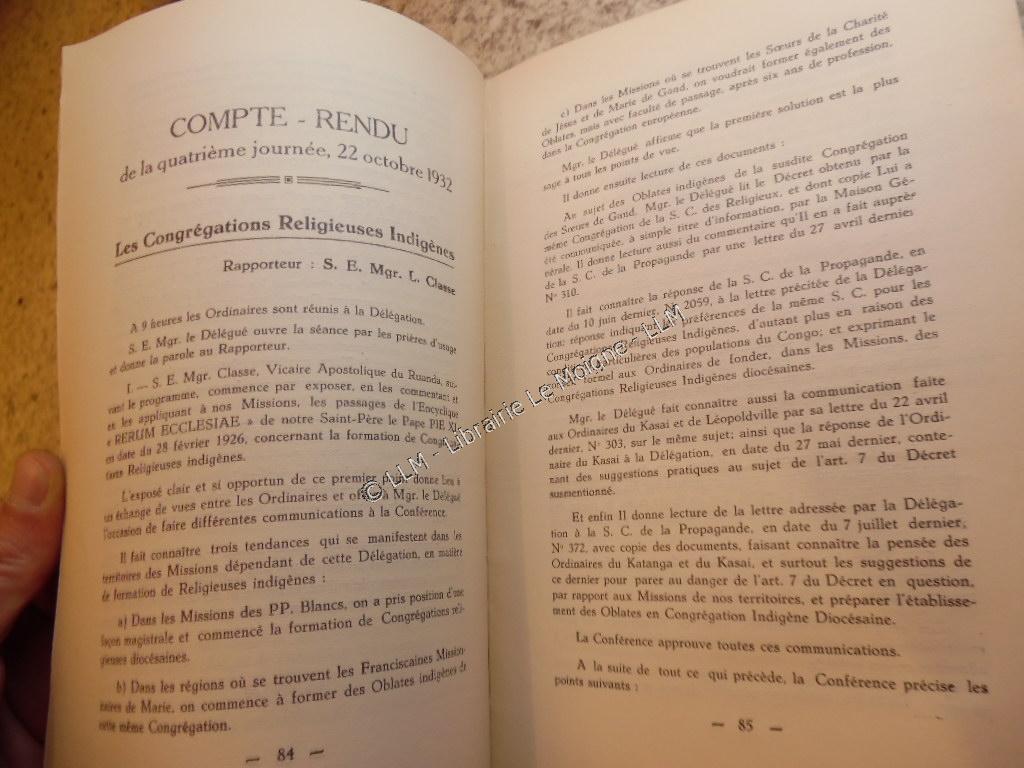 COMPTE - RENDU
de la quatrième journée, 22 octobre 1932
Les Congrégations Religieuses Indigènes
Rapporteur : S. E. Mgr. L. Classe
A 9 heures les Ordinaires sont réunis à la Délégation.
S. E. Mgr. le Délégué ouvre la séance par les prières d'usage
et donne la parole au Rapporteur.
I. — S. E. Mgr. Classe, Vicaire Apostolique du Ruanda, sui-
vant le programme, commence par exposer, en les commentant et
et les appliquant à nos Missions, les passages de l'Encyclique
« RERUM ECCLESIAE » de notre Saint-Père le Pape PIE XI,
en date du 28 février 1926, concernant la formation de
Religieuses indigènes.
L'exposé clair et si opportun de ce premier donne lieu à
un échange de vues entre les Ordinaires et à Mgr. le Délégué
l'occasion de faire différentes communications à la Conférence.
Il fait connaître trois tendances qui se manifestent dans les
territoires des Missions dépendant de cette Délégation, en matière
de formation de Religieuses indigènes :
a) Dans les Missions des PP. Blancs, on a pris position d'une
façon magistrale et commencé la formation de Congrégations reli-
gieuses diocésaines.
b) Dans les régions où se trouvent les Franciscaines Mission-
naires de Marie, on commence à former des Oblates indigènes de
cette même Congrégation.
— 84 —
c) Dans les Missions où se trouvent les Sœurs de la Charité
de Jésus et de Marie de Gand, on voudrait former également des
Oblates, mais avec faculté de passage, après six ans de profession,
dans la Congrégation européenne.
Mgr. le Délégué affirme que la première solution est la plus
sage à tous les points de vue.
Il donne ensuite lecture de ces documents :
Au sujet des Oblates indigènes de la susdite Congrégation
des Sœurs de Gand, Mgr. le Délégué lit le Décret obtenu par la
même Congrégation de la S. C. des Religieux, et dont copie Lui a
été communiquée, à simple titre d'information, par la Maison Gé-
nérale. Il donne lecture aussi du commentaire qu'Il en a fait auprès
de la S. C. de la Propagande par une lettre du 27 avril dernier
N° 310.
Il fait connaître la réponse de la S. C. de la Propagande, en
date du 10 juin dernier, N° 2059, à la lettre précitée de la Déléga-
tion; réponse indiquant les préférences de la même S. C. pour les
Congrégations Religieuses Indigènes, d'autant plus en raison des
particulières des populations du Congo; et exprimant le
formel aux Ordinaires de fonder, dans les Missions, des
Congrégations Religieuses Indigènes diocésaines.
Mgr. le Délégué fait connaître aussi la communication faite
aux Ordinaires du Kasai et de Léopoldville par sa lettre du 22 avril
dernier, N° 303, sur le même sujet; ainsi que la réponse de l'Ordi-
naire du Kasai à la Délégation, en date du 27 mai dernier, conte-
nant des suggestions pratiques au sujet de l'art. 7 du Décret
susmentionné.
Et enfin Il donne lecture de la lettre adressée par la Déléga-
tion à la S. C. de la Propagande, en date du 7 juillet dernier,
N° 372, avec copie des documents, faisant connaître la pensée des
Ordinaires du Katanga et du Kasai, et surtout les suggestions de
ce dernier pour parer au danger de l'art. 7 du Décret en question,
par rapport aux Missions de nos territoires, et préparer l'établisse-
ment des Oblates en Congrégation Indigène Diocésaine.
La Conférence approuve toutes ces communications.
A la suite de tout ce qui précède, la Conférence précise les
points suivants :
— 85 —
© LLM - Librairie Le Moigne - LLM